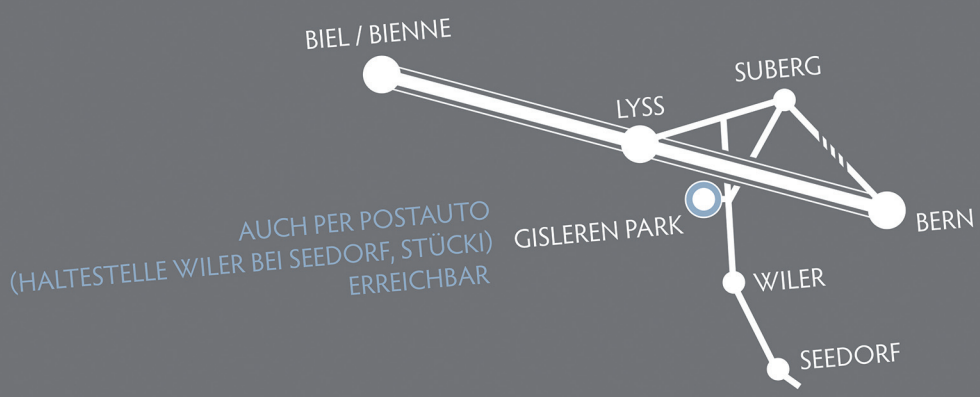 BIEL / BIENNE
SUBERG
LYSS
BERN
GISLEREN PARK
AUCH PER POSTAUTO
(HALTESTELLE WILER BEI SEEDORF, STÜCKI)
ERREICHBAR
WILER
SEEDORF